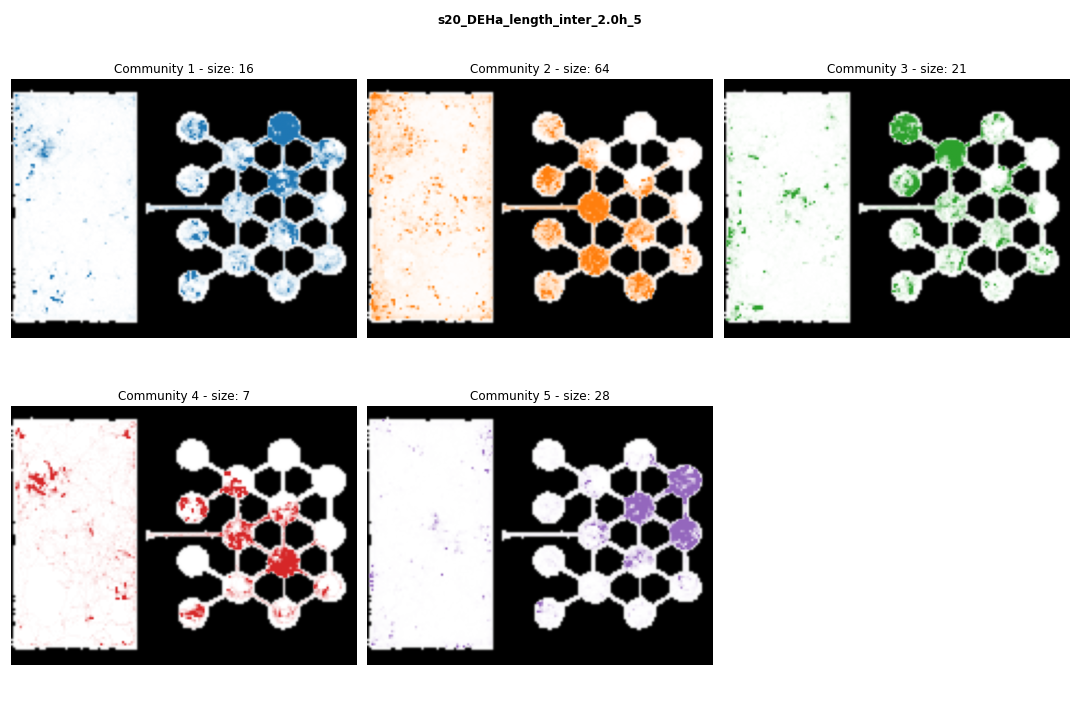 s20_DEHa_length_inter_2.0h_5
Community 1 - size: 16
Community 2 - size: 64
Community 3 - size: 21
Community 4 - size: 7
Community 5 - size: 28